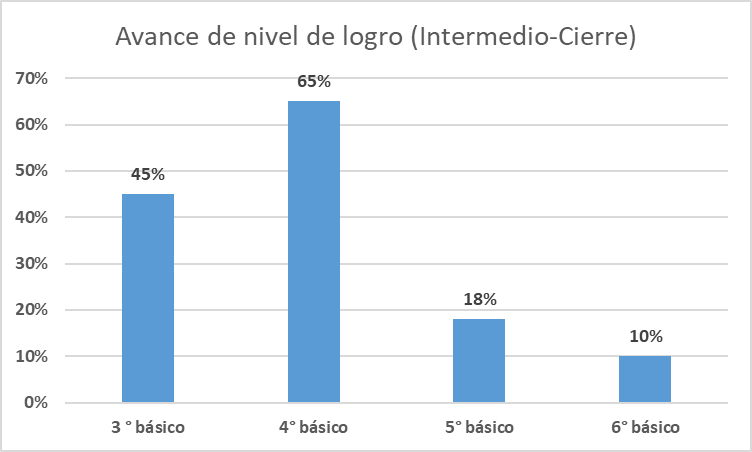 Avance de nivel de logro (Intermedio-Cierre)
70%
60%
50%
40%
30%
20%
10%
0%
45%
65%
18%
10%
3 ° básico
4° básico
5° básico
6° básico